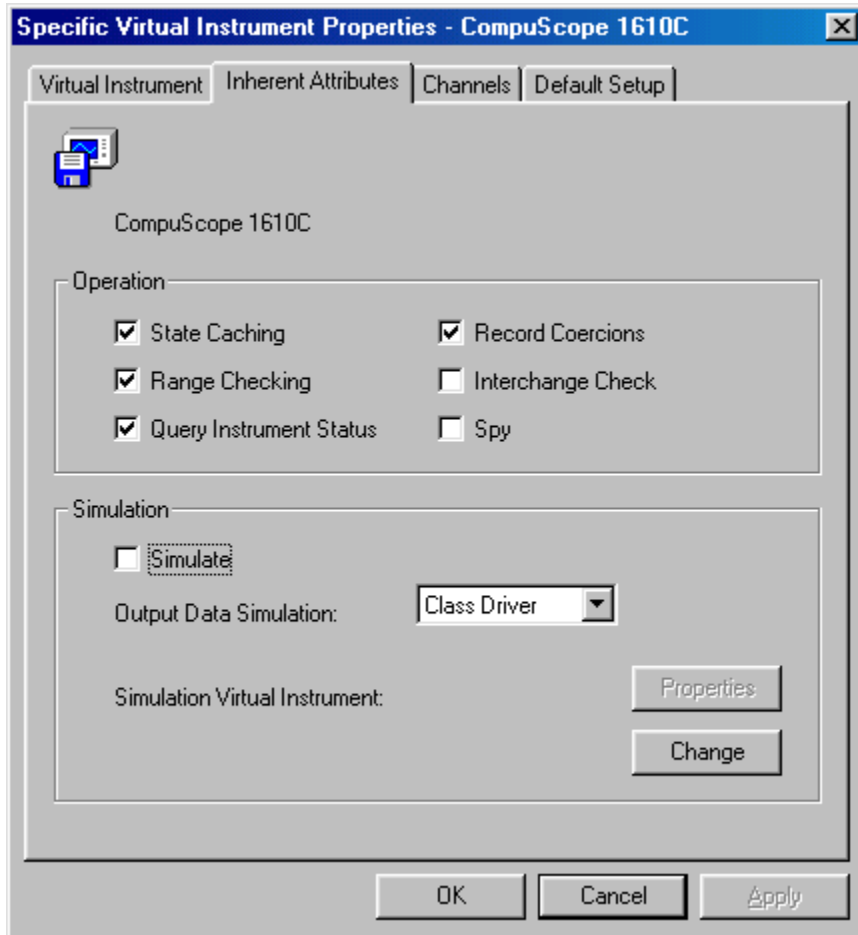 Specific Virtual Instrument Properties - CompuScope 1610C
Virtual Instrument Inherent Attributes Channels Default Setup
CompuScope 1610C
Operation
State Caching Record Coercions
Range Checking Interchange Check
Query Instrument Status Spy
Simulation
Simulate
Output Data Simulation: Class Driver
Simulation Virtual Instrument: Properties
Change
OK Cancel Apply